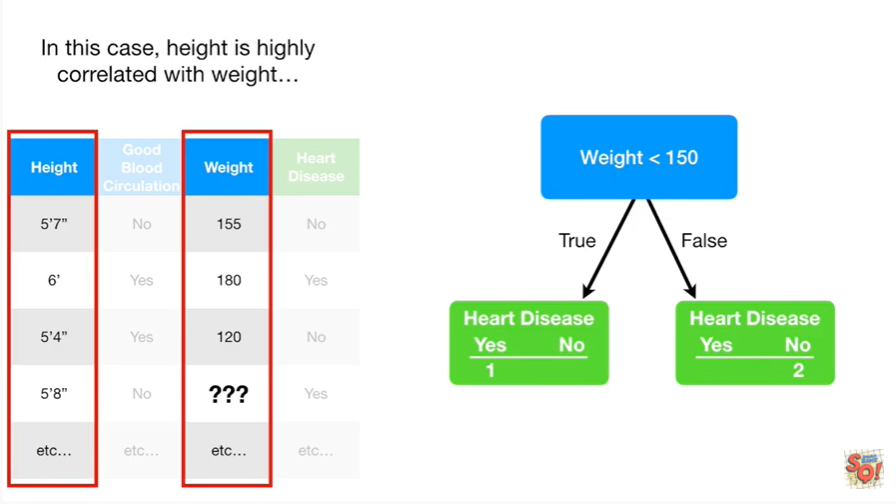 In this case, height is highly
correlated with weight...
Height
Good
Blood
Circulation
Weight
Heart
Disease
5'7" No 155 No
6' Yes 180 Yes
5'4" Yes 120 No
5'8" No ??? Yes
etc... etc... etc... etc...
Weight < 150
True False
Heart Disease
Yes No
1
Heart Disease
Yes No
2
SQ!